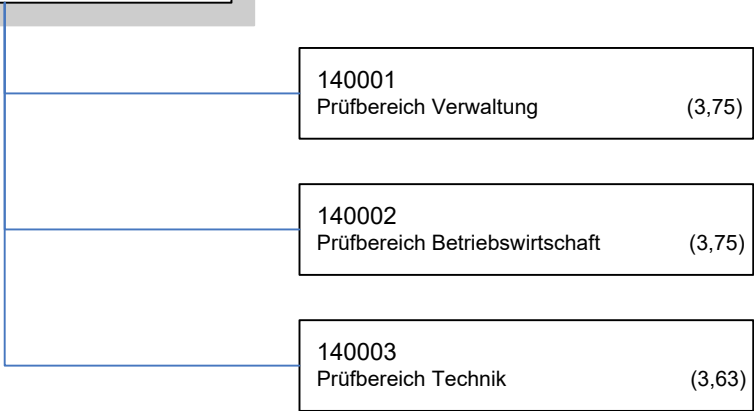 140001
Prüfbereich Verwaltung (3,75)
140002
Prüfbereich Betriebswirtschaft (3,75)
140003
Prüfbereich Technik (3,63)